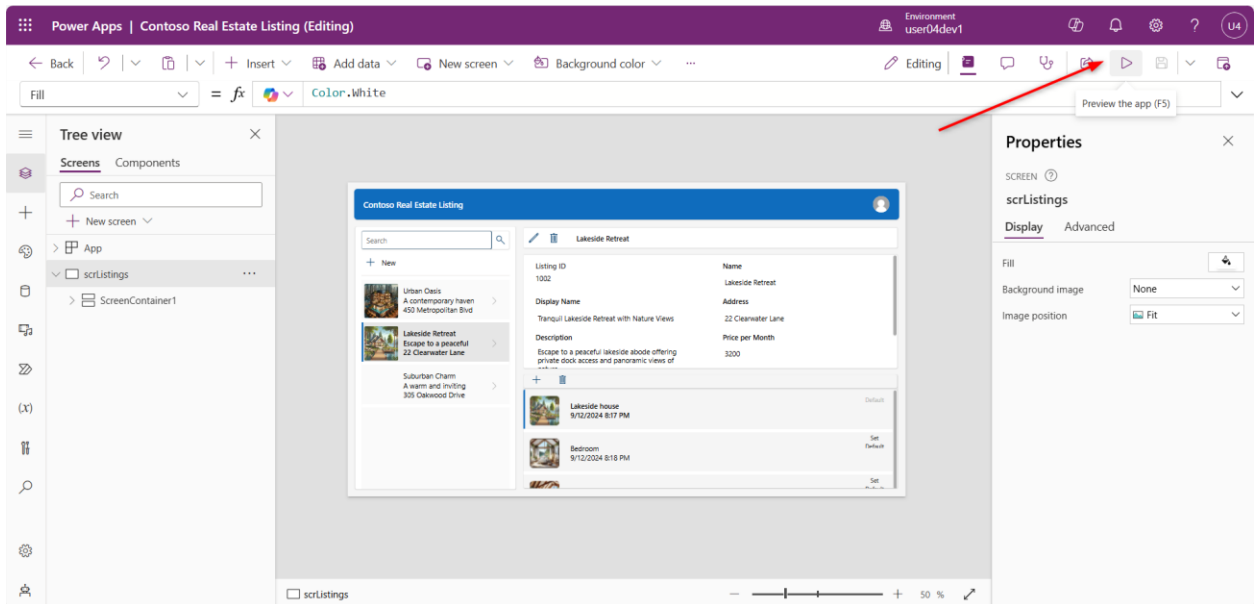 Power Apps | Contoso Real Estate Listing (Editing)
Environment
user04dev1
U4
Back
Insert
Add data
New screen
Background color
...
Editing
Fill
= fx
Color.White
Preview the app (F5)
Tree view
Screens Components
Search
New screen
App
scrListings
...
ScreenContainer1
(x)
Contoso Real Estate Listing
Search
New
Urban Oasis
A contemporary haven
450 Metropolitan Blvd
Lakeside Retreat
Escape to a peaceful
22 Clearwater Lane
Suburban Charm
A warm and inviting
305 Oakwood Drive
Lakeside Retreat
Listing ID
1002
Name
Lakeside Retreat
Display Name
Tranquil Lakeside Retreat with Nature Views
Address
22 Clearwater Lane
Description
Escape to a peaceful lakeside abode offering
private dock access and panoramic views of
Price per Month
3200
Lakeside house
9/12/2024 8:17 PM
Default
Bedroom
9/12/2024 8:18 PM
Set
Default
Set
Properties
SCREEN ?
scrListings
Display Advanced
Fill
Background image None
Image position Fit
scrListings
50 %